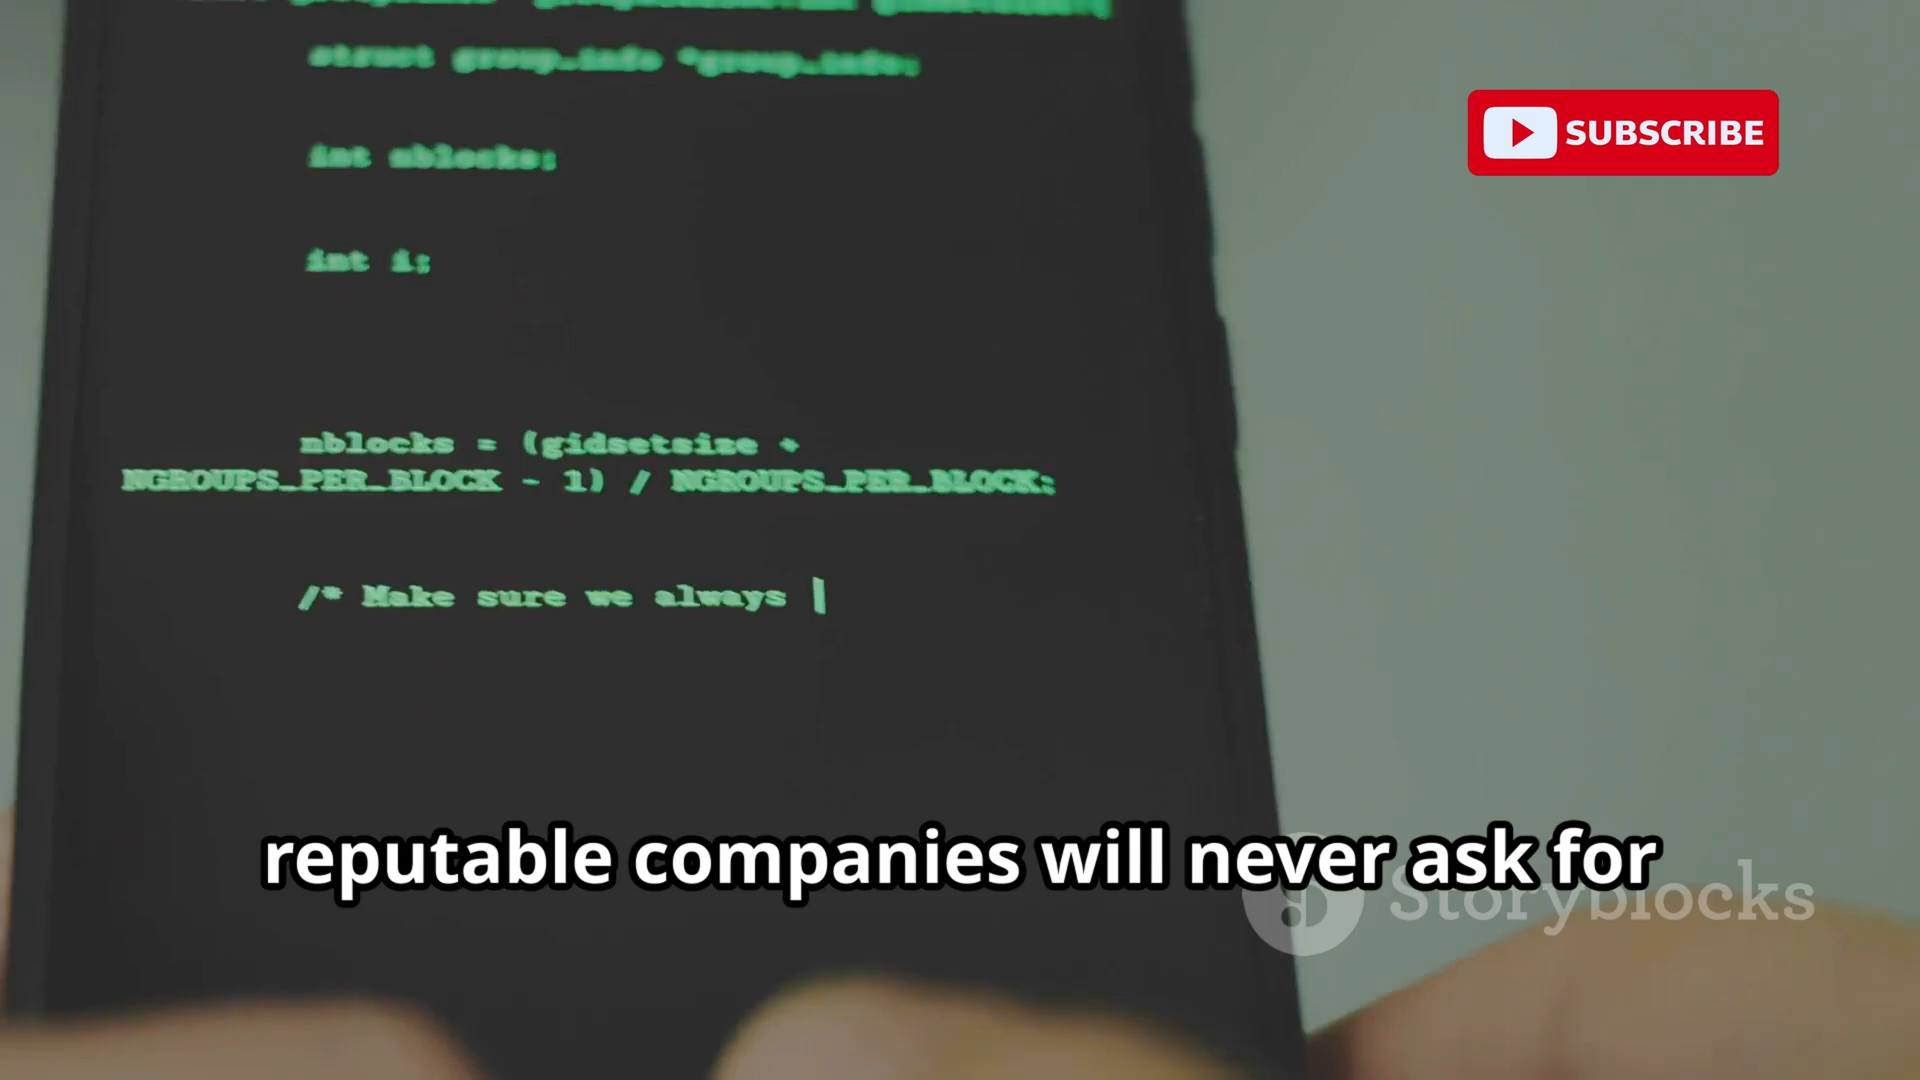 struct group_info *group_info;
SUBSCRIBE
int nblocks;
int i;
nblocks = (gidsetsize +
NGROUPS_PER_BLOCK - 1) / NGROUPS_PER_BLOCK;
/* Make sure we always
reputable companies will never ask for
Storyblocks